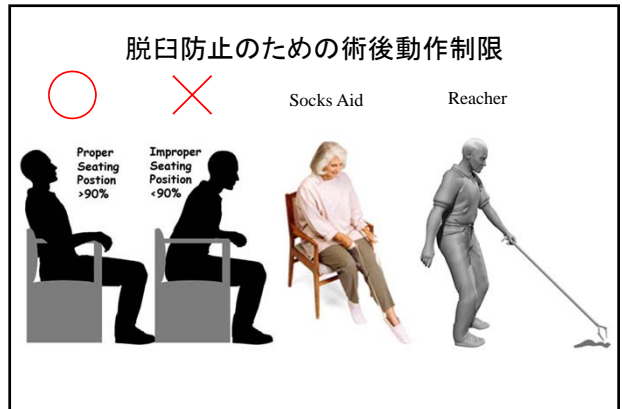 脱臼防止のための術後動作制限
Socks Aid
Reacher
Proper
Seating
Postion
>90%
Improper
Seating
Position
<90%